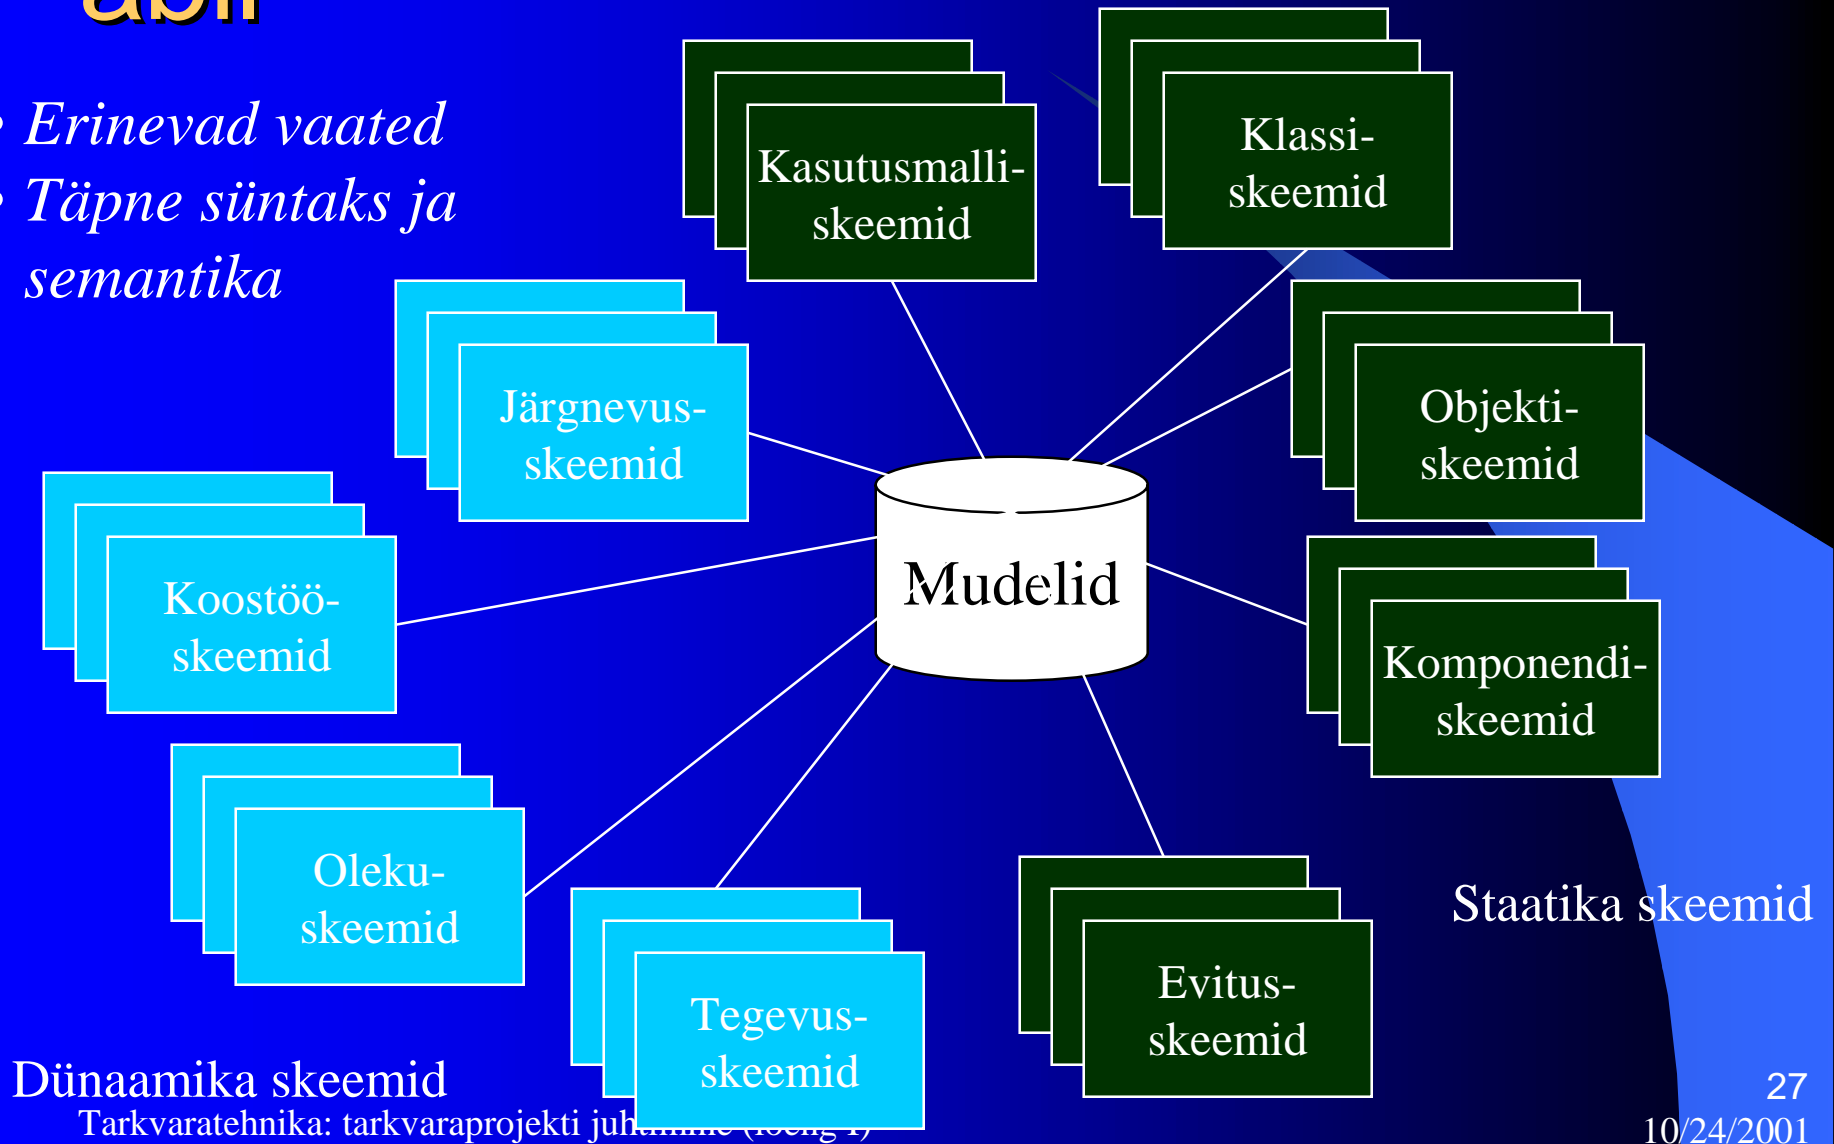 abil
• Erinevad vaated
• Täpne süntaks ja
semantika
Kasutusmalli-
skeemid
Klassi-
skeemid
Järgnevus-
skeemid
Objekti-
skeemid
Mudelid
Koostöö-
skeemid
Komponendi-
skeemid
Oleku-
skeemid
Staatika skeemid
Tegevus-
skeemid
Evitus-
skeemid
Dünaamika skeemid
27
Tarkvaratehnika: tarkvaraprojekti
10/24/2001